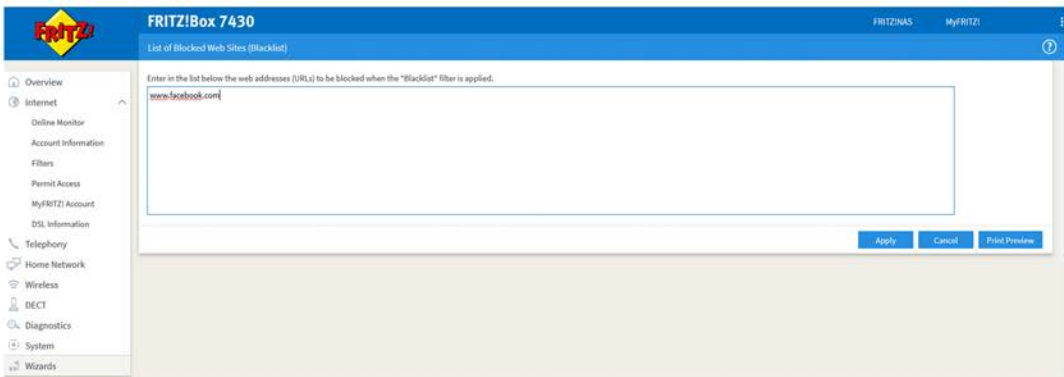 FRITZ!
FRITZ!Box 7430
FRITZ!NAS
MyFRITZ!
List of Blocked Web Sites (Blacklist)
?
Overview
Internet
Online Monitor
Account Information
Filters
Permit Access
MyFRITZ! Account
DSL Information
Telephony
Home Network
Wireless
DECT
Diagnostics
System
Wizards
Enter in the list below the web addresses (URLs) to be blocked when the "Blacklist" filter is applied.
www.facebook.com
Apply
Cancel
Print Preview